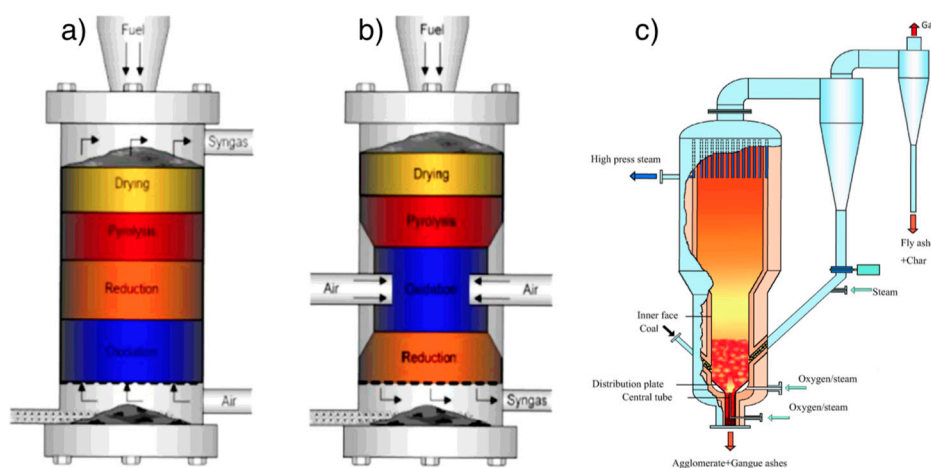 a)
Fuel
Syngas
Drying
Pyrolysis
Reduction
Oxidation
Air
b)
Fuel
Drying
Pyrolysis
Air
Oxidation
Air
Reduction
Syngas
c)
High press steam
Fly ash
+Char
Steam
Inner face
Coal
Oxygen/steam
Distribution plate
Central tube
Oxygen/steam
Agglomerate+Gangue ashes